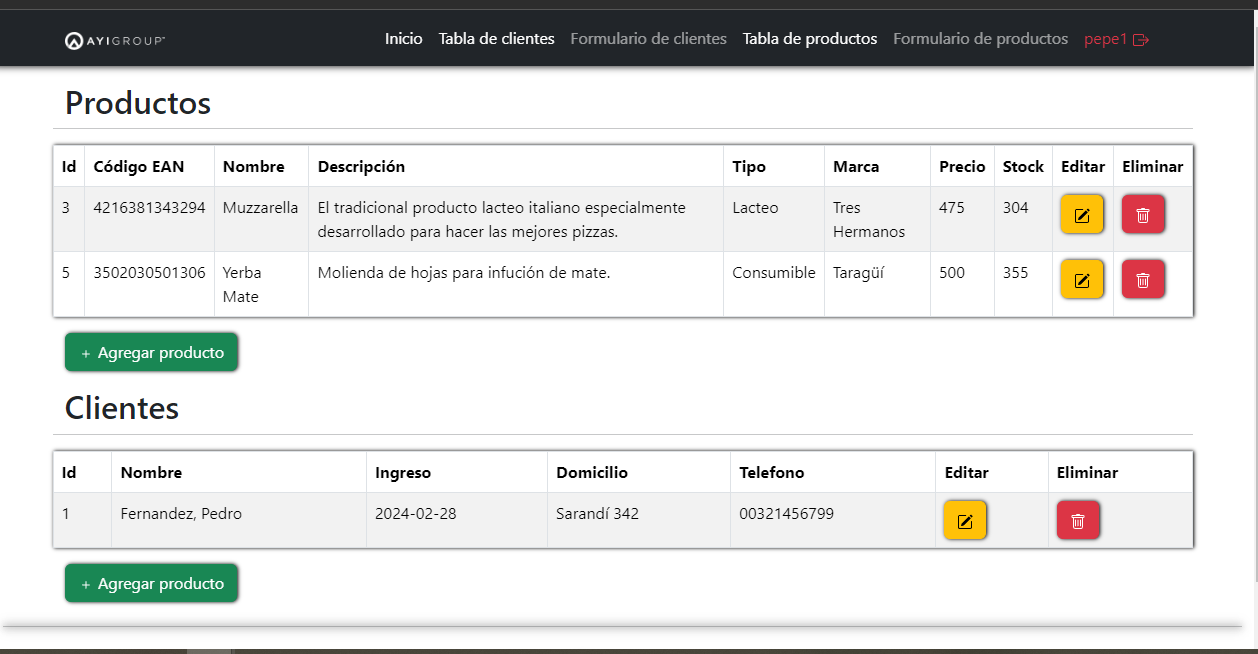 AYIGROUP
Inicio Tabla de clientes Formulario de clientes Tabla de productos Formulario de productos pepe1
Productos
Id Código EAN Nombre Descripción Tipo Marca Precio Stock Editar Eliminar
3 4216381343294 Muzzarella El tradicional producto lacteo italiano especialmente Lacteo Tres 475 304
desarrollado para hacer las mejores pizzas. Hermanos
5 3502030501306 Yerba Molienda de hojas para infución de mate. Consumible Taragüí 500 355
Mate
+ Agregar producto
Clientes
Id Nombre Ingreso Domicilio Telefono Editar Eliminar
1 Fernandez, Pedro 2024-02-28 Sarandí 342 00321456799
+ Agregar producto